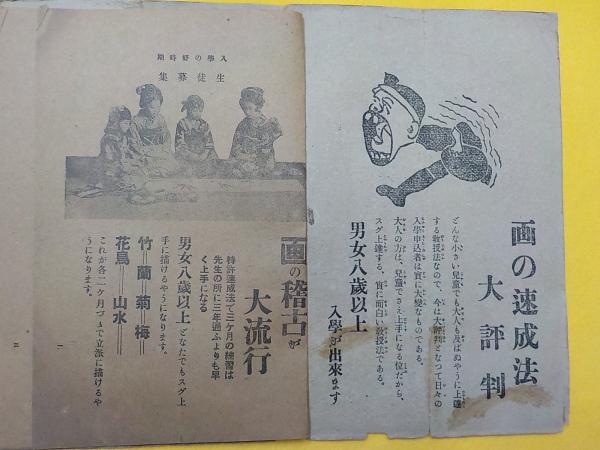 画の速成法
大評判
どんな小さい兒童でも大人も及ばぬやうに上達
する敎授法なので、今は大評判となつて日々の
入學申込者は實に大變なものである。
大人の方は、兒童でさえ上手になる位だから、
スグ上達する。實に面白い敎授法である。
男女八歲以上
入學が出來ます
入學の好時期
生徒募集
画の稽古が
大流行
特許速成法で三ケ月の練習は
先生の所に三年通ふよりも早
く上手になる
男女八歲以上どなたでもスグ上
手に描けるやうになります。
竹＝蘭＝菊＝梅
花鳥＝＝山水＝
これが各二ケ月づゝで立派に描けるや
うになります。